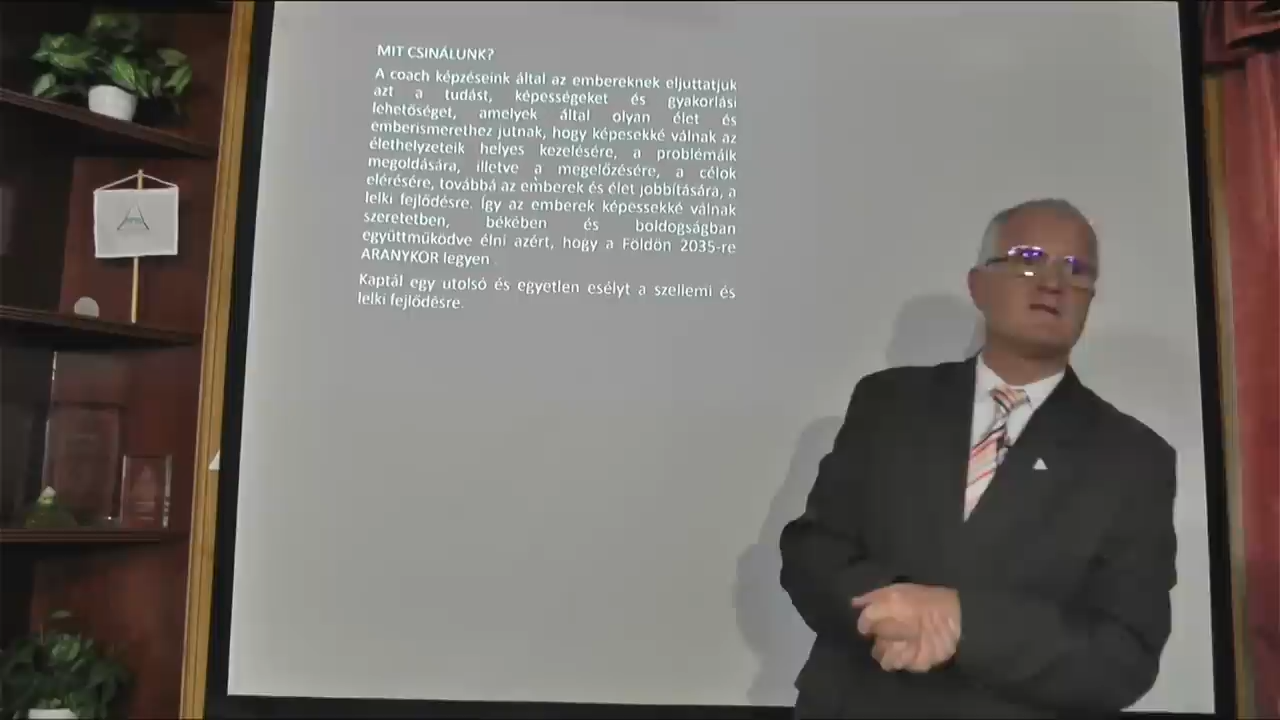 MIT CSINÁLUNK?
A coach képzéseink által az embereknek eljuttatjuk
azt a tudást, képességeket és gyakorlási
lehetőséget, amelyek által olyan élet és
emberismerethez jutnak, hogy képesekké válnak az
élethelyzeteik helyes kezelésére, a problémáik
megoldására, illetve a megelőzésére, a célok
elérésére, továbbá az emberek és élet jobbítására, a
lelki fejlődésre. Így az emberek képessekké válnak
szeretetben, békében és boldogságban
együttműködve élni azért, hogy a Földön 2035-re
ARANYKOR legyen.
Kaptál egy utolsó és egyetlen esélyt a szellemi és
lelki fejlődésre.